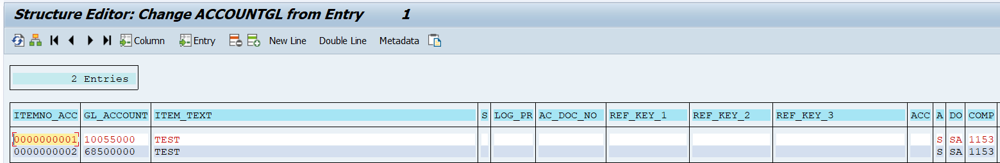 Structure Editor: Change ACCOUNTGL from Entry 1
Column Entry New Line Double Line Metadata
2 Entries
ITEMNO_ACC GL_ACCOUNT ITEM_TEXT S LOG_PR AC_DOC_NO REF_KEY_1 REF_KEY_2 REF_KEY_3 ACC A DO COMP
0000000001 10055000 TEST S SA 1153
0000000002 68500000 TEST S SA 1153